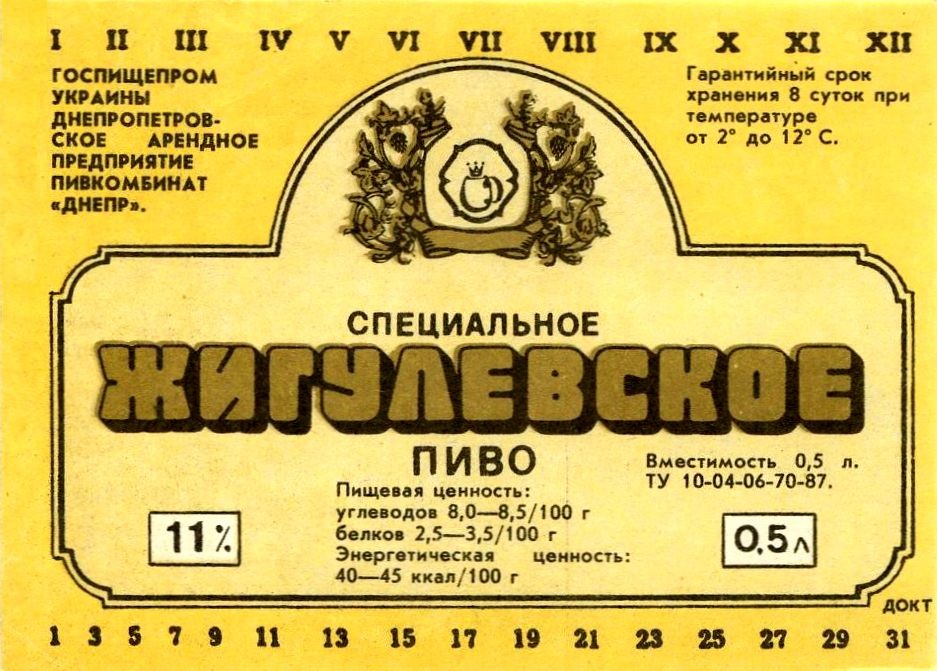 I II III IV V VI VII VIII IX X XI XII
ГОСПИЩЕПРОМ
УКРАИНЫ
ДНЕПРОПЕТРОВ-
СКОЕ АРЕНДНОЕ
ПРЕДПРИЯТИЕ
ПИВКОМБИНАТ
«ДНЕПР».
Гарантийный срок
хранения 8 суток при
температуре
от 2° до 12° С.
СПЕЦИАЛЬНОЕ
ЖИГУЛЕВСКОЕ
ПИВО
Вместимость 0,5 л.
ТУ 10-04-06-70-87.
Пищевая ценность:
углеводов 8,0—8,5/100 г
белков 2,5—3,5/100 г
Энергетическая ценность:
40—45 ккал/100 г
11%
0,5л
ДОКТ
1 3 5 7 9 11 13 15 17 19 21 23 25 27 29 31